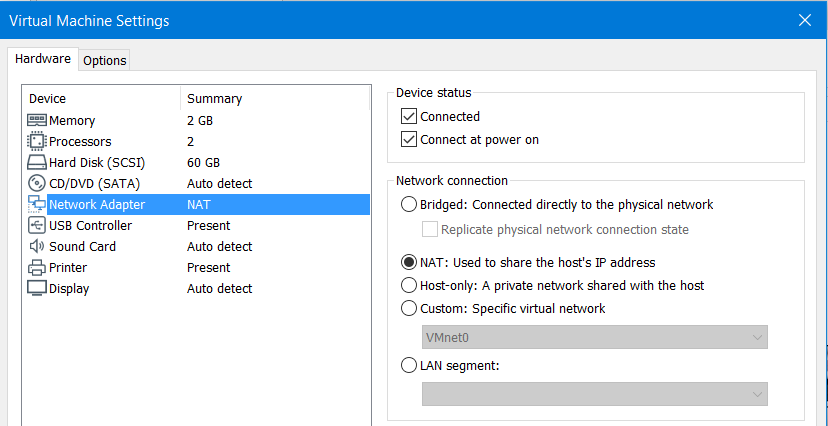 Virtual Machine Settings
Hardware
Options
Device Summary
Memory 2 GB
Processors 2
Hard Disk (SCSI) 60 GB
CD/DVD (SATA) Auto detect
Network Adapter NAT
USB Controller Present
Sound Card Auto detect
Printer Present
Display Auto detect
Device status
Connected
Connect at power on
Network connection
Bridged: Connected directly to the physical network
Replicate physical network connection state
NAT: Used to share the host's IP address
Host-only: A private network shared with the host
Custom: Specific virtual network
VMnet0
LAN segment: